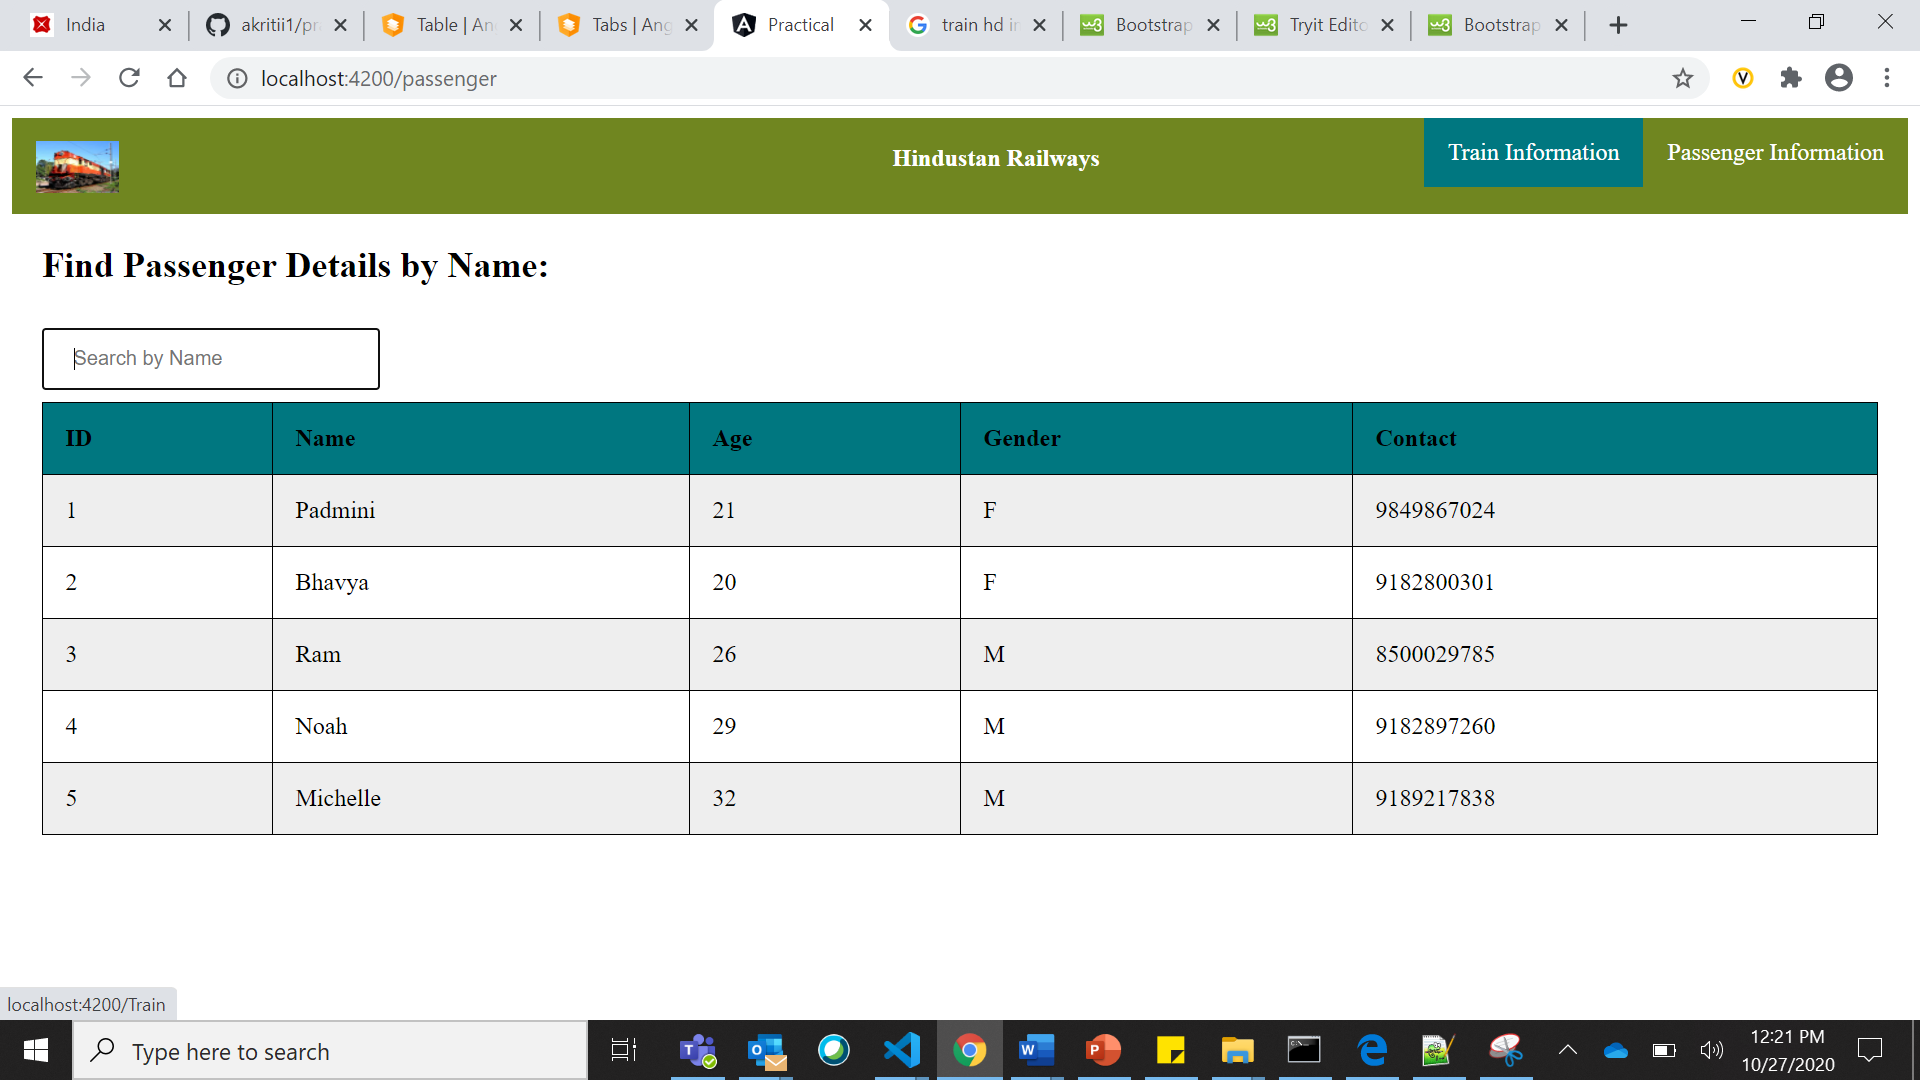 India akritii1/pr Table | An Tabs | Ang Practical train hd i Bootstrap Tryit Edito Bootstrap
localhost:4200/passenger
Hindustan Railways Train Information Passenger Information
Find Passenger Details by Name:
Search by Name
ID Name Age Gender Contact
1 Padmini 21 F 9849867024
2 Bhavya 20 F 9182800301
3 Ram 26 M 8500029785
4 Noah 29 M 9182897260
5 Michelle 32 M 9189217838
localhost:4200/Train
Type here to search
12:21 PM
10/27/2020